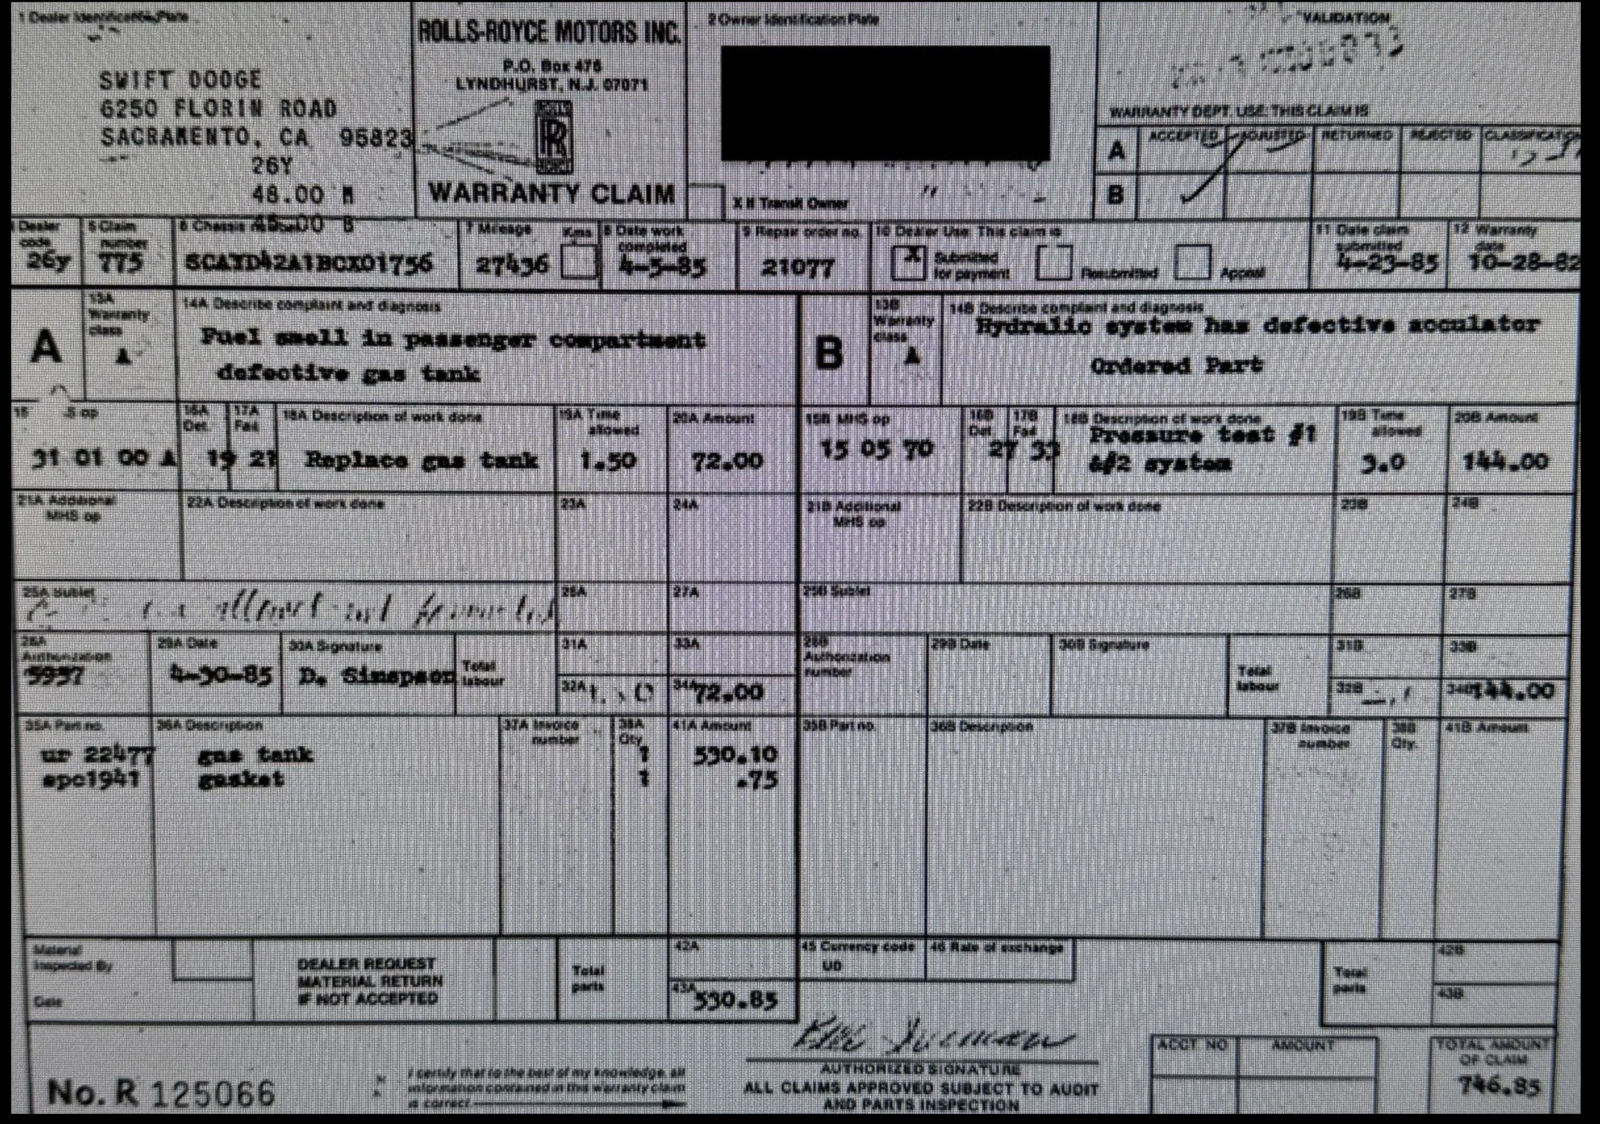 1 Dealer Identification Plate
SWIFT DODGE
6250 FLORIN ROAD
SACRAMENTO, CA 95823
26Y
48.00 M
45.00 B
ROLLS-ROYCE MOTORS INC.
P.O. Box 476
LYNDHURST, N.J. 07071
ROLLS
RR
ROYCE
WARRANTY CLAIM
2 Owner Identification Plate
X If Transit Owner
VALIDATION
WARRANTY DEPT. USE: THIS CLAIM IS
ACCEPTED ADJUSTED RETURNED REJECTED CLASSIFICATION
A
B
Dealer code
26y
5 Claim number
775
6 Chassis number
SCAYD42A1BCX01756
7 Mileage Kms
27436
8 Date work completed
4-5-85
9 Repair order no.
21077
10 Dealer Use: This claim is
X Submitted for payment Resubmitted Appeal
11 Date claim submitted
4-23-85
12 Warranty date
10-28-82
A
13A Warranty class
A
14A Describe complaint and diagnosis
Fuel smell in passenger compartment
defective gas tank
B
13B Warranty class
A
14B Describe complaint and diagnosis
Hydralic system has defective acculator
Ordered Part
15 S op
31 01 00 A
16A Def.
19
17A Fail
21
18A Description of work done
Replace gas tank
19A Time allowed
1.50
20A Amount
72.00
15B MHS op
15 05 70
16B Def.
27
17B Fail
33
18B Description of work done
Pressure test #1
&#2 system
19B Time allowed
3.0
20B Amount
144.00
21A Additional MHS op
22A Description of work done
23A
24A
21B Additional MHS op
22B Description of work done
23B
24B
25A Sublet
26A
27A
25B Sublet
26B
27B
28A Authorization
5957
29A Date
4-30-85
30A Signature
D. Simspson
Total labour
31A
33A
32A
34A 72.00
28B Authorization number
29B Date
30B Signature
Total labour
31B
33B
32B
34B 144.00
35A Part no. 36A Description 37A Invoice number 38A Qty 41A Amount
ur 22477 gas tank 1 530.10
spc1941 gasket 1 .75
35B Part no. 36B Description 37B Invoice number 38B Qty. 41B Amount
Material Inspected By
Date
DEALER REQUEST
MATERIAL RETURN
IF NOT ACCEPTED
Total parts
42A
43A 530.85
45 Currency code
UD
46 Rate of exchange
Total parts
42B
43B
No. R 125066
I certify that to the best of my knowledge, all
information contained in this warranty claim
is correct.
AUTHORIZED SIGNATURE
ALL CLAIMS APPROVED SUBJECT TO AUDIT
AND PARTS INSPECTION
ACCT NO AMOUNT
TOTAL AMOUNT
OF CLAIM
746.85